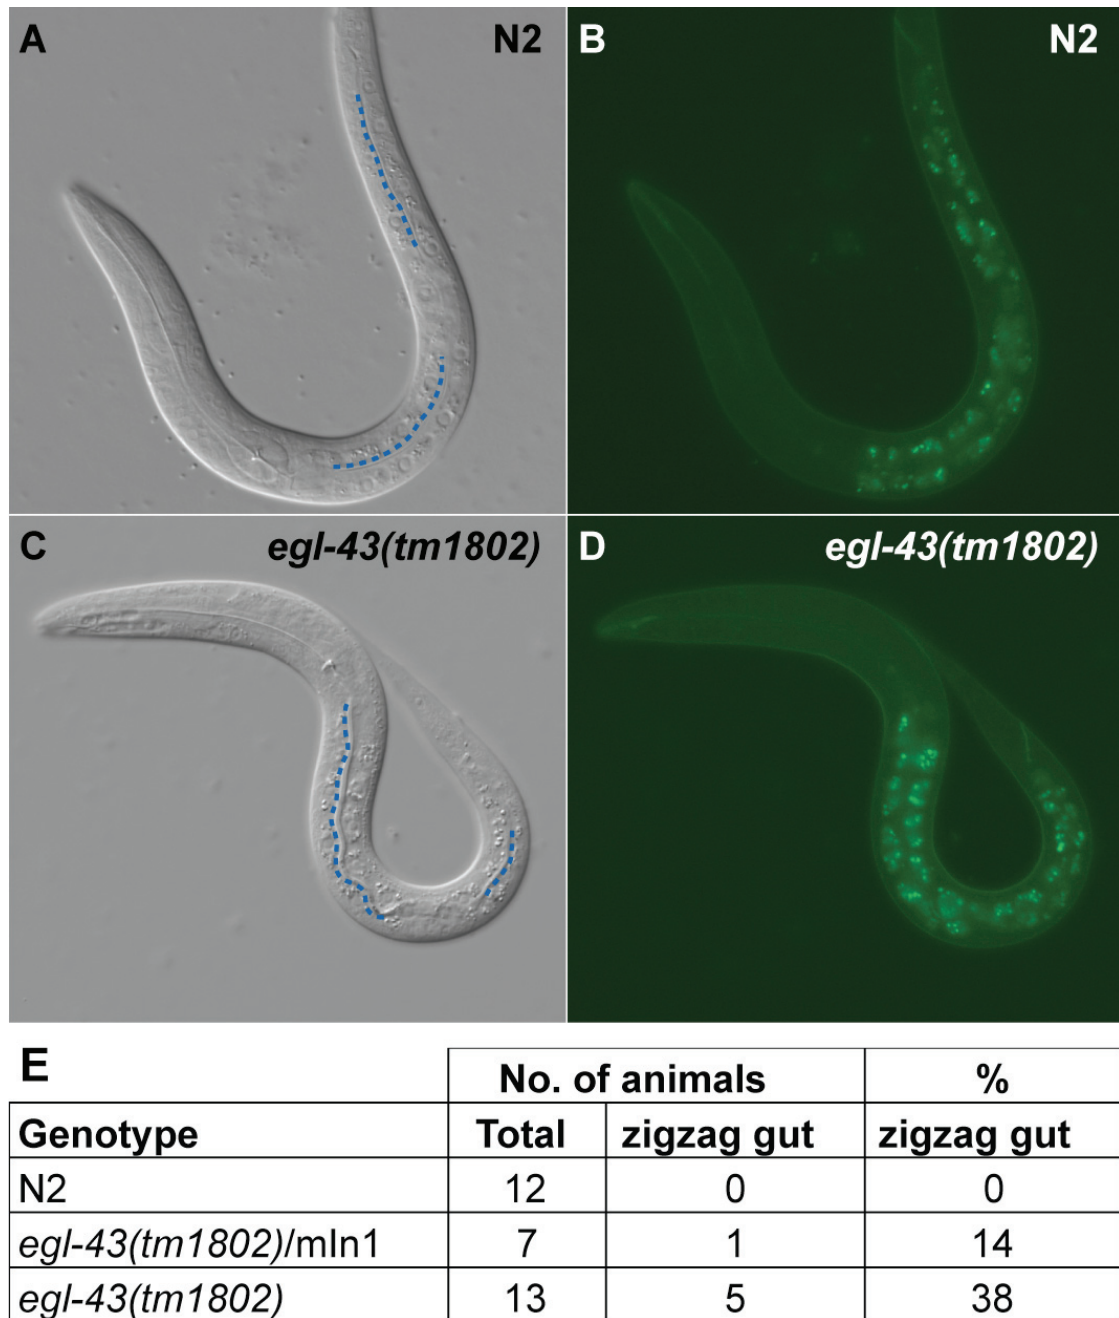 A N2
B N2
C egl-43(tm1802)
D egl-43(tm1802)
E
No. of animals %
Genotype Total zigzag gut zigzag gut
N2 12 0 0
egl-43(tm1802)/mIn1 7 1 14
egl-43(tm1802) 13 5 38